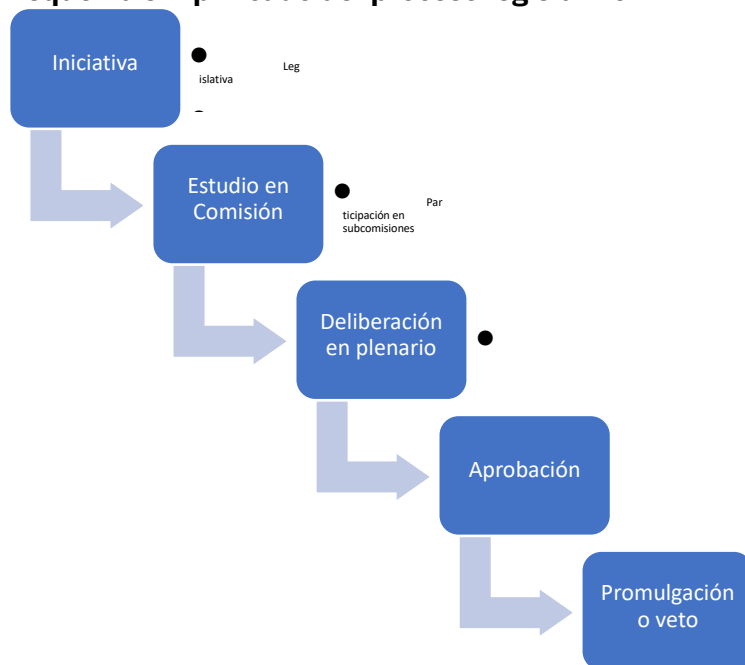 Iniciativa
Leg
islativa
Estudio en
Comisión
Par
ticipación en
subcomisiones
Deliberación
en plenario
Aprobación
Promulgación
o veto